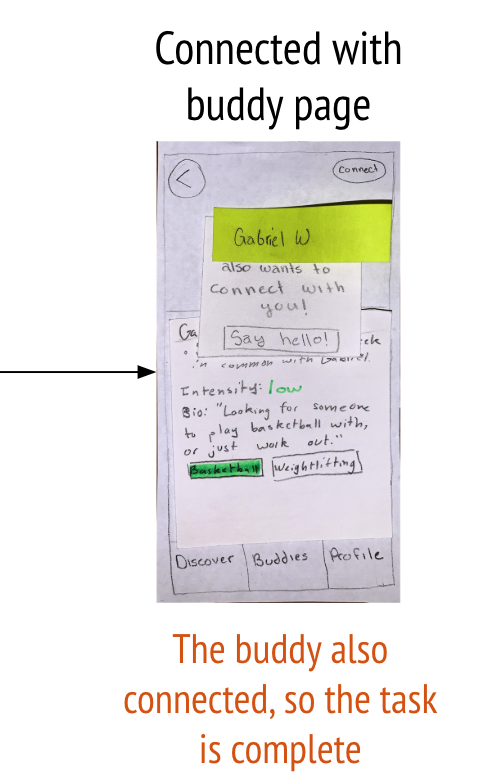 Connected with
buddy page
<
Connect
Gabriel W
also wants to
connect with
you!
Say hello!
Ga
in common with Gabriel.
Intensity: low
Bio: "Looking for someone
to play basketball with,
or just work out."
Basketball Weightlifting
Discover Buddies Profile
The buddy also
connected, so the task
is complete